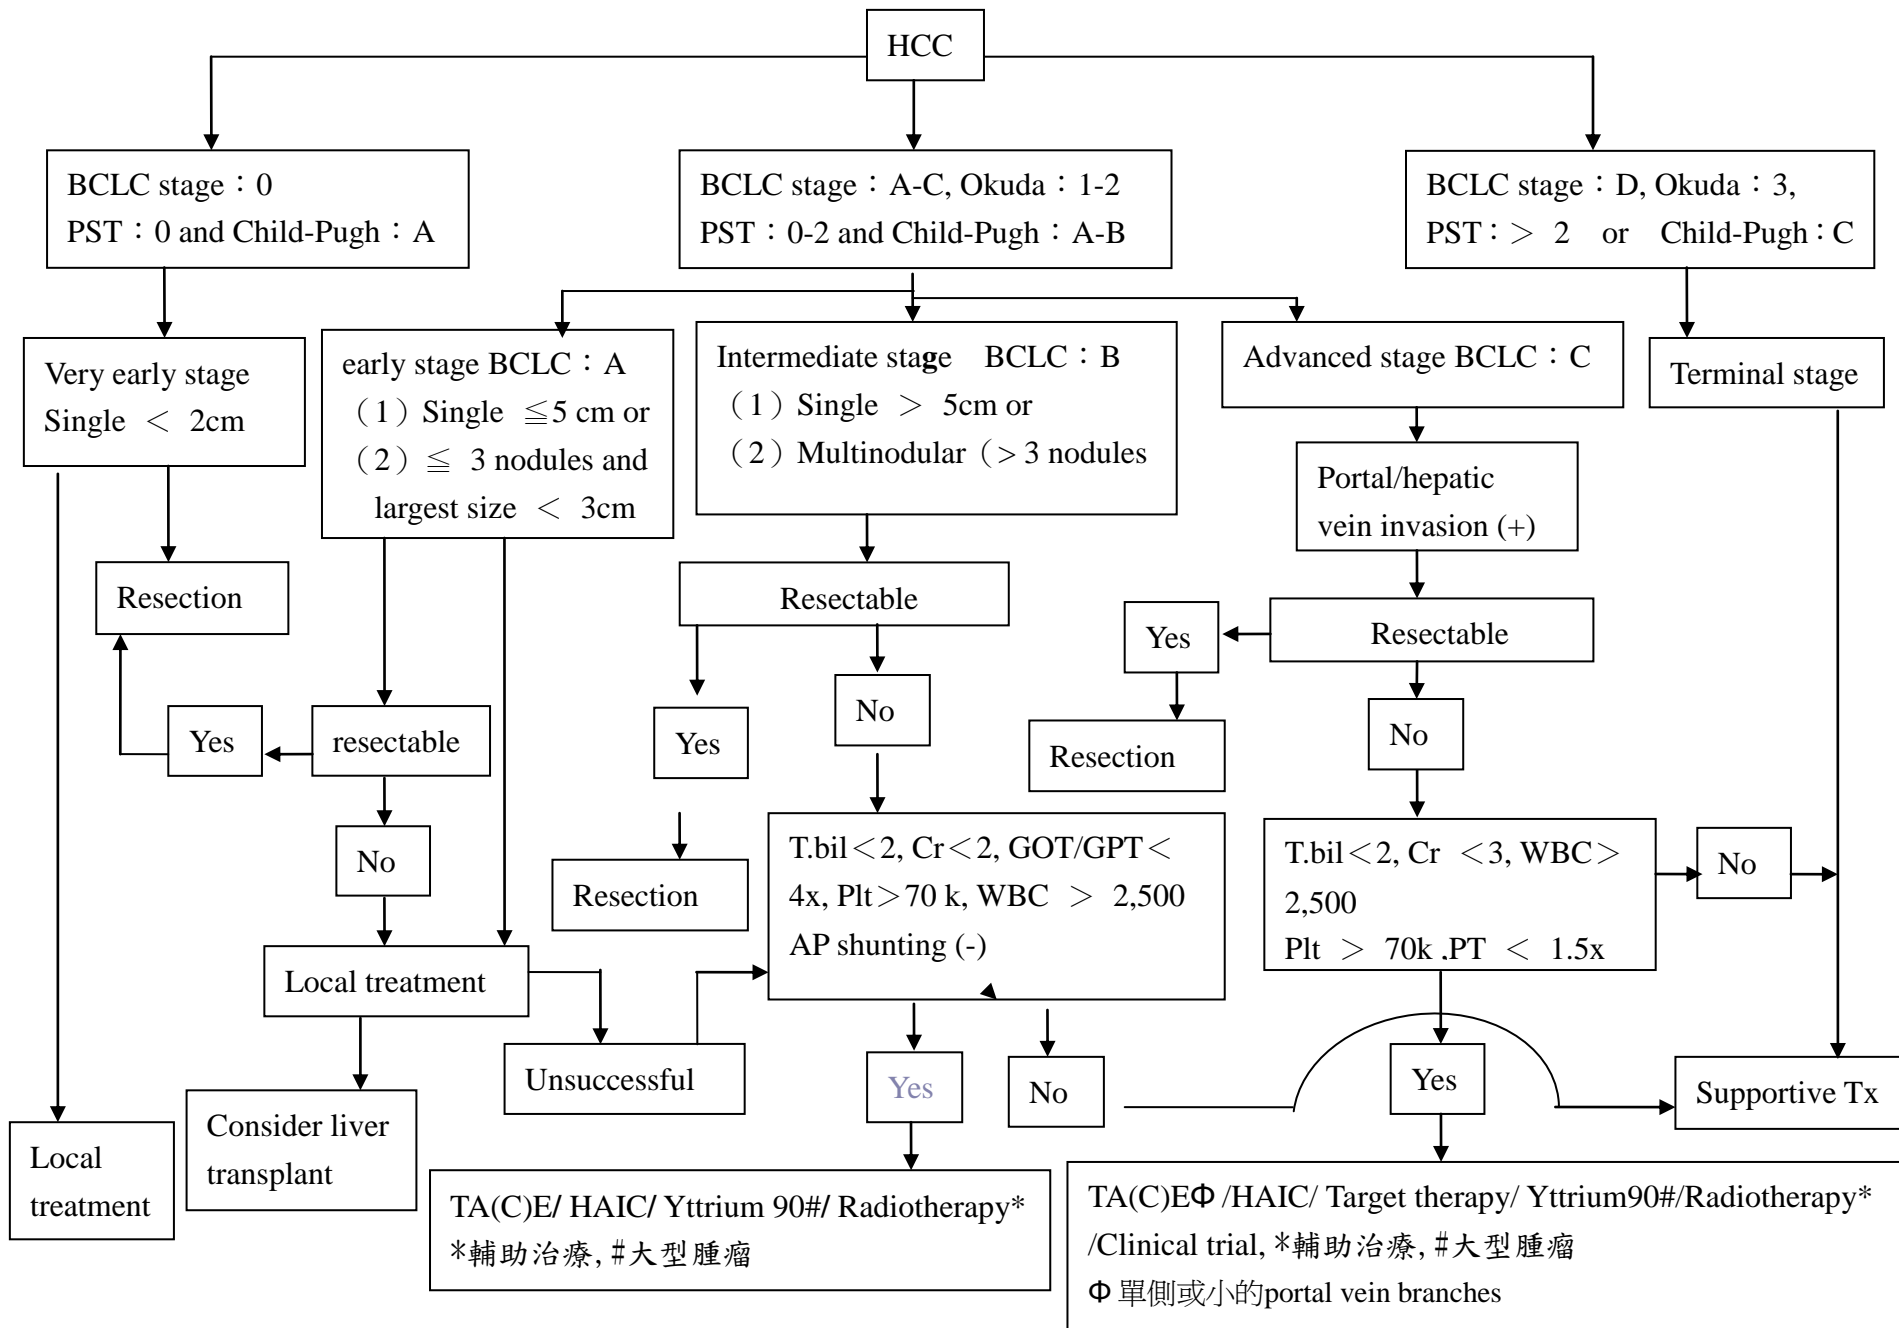 HCC
BCLC stage：0
PST：0 and Child-Pugh：A
BCLC stage：A-C, Okuda：1-2
PST：0-2 and Child-Pugh：A-B
BCLC stage：D, Okuda：3,
PST：＞ 2 or Child-Pugh：C
Very early stage
Single ＜ 2cm
early stage BCLC：A
（1）Single ≦5 cm or
（2）≦ 3 nodules and
largest size ＜ 3cm
Intermediate stage BCLC：B
（1）Single ＞ 5cm or
（2）Multinodular（＞3 nodules
Advanced stage BCLC：C
Terminal stage
Portal/hepatic
vein invasion (+)
Resection
Resectable
Yes
Resectable
Yes
resectable
Yes
No
Resection
No
No
Resection
T.bil＜2, Cr＜2, GOT/GPT＜
4x, Plt＞70 k, WBC ＞ 2,500
AP shunting (-)
T.bil＜2, Cr ＜3, WBC＞
2,500
Plt ＞ 70k ,PT ＜ 1.5x
No
Local treatment
Unsuccessful
Yes
No
Yes
Supportive Tx
Local
treatment
Consider liver
transplant
TA(C)E/ HAIC/ Yttrium 90#/ Radiotherapy*
*輔助治療, #大型腫瘤
TA(C)EΦ /HAIC/ Target therapy/ Yttrium90#/Radiotherapy*
/Clinical trial, *輔助治療, #大型腫瘤
Φ 單側或小的portal vein branches